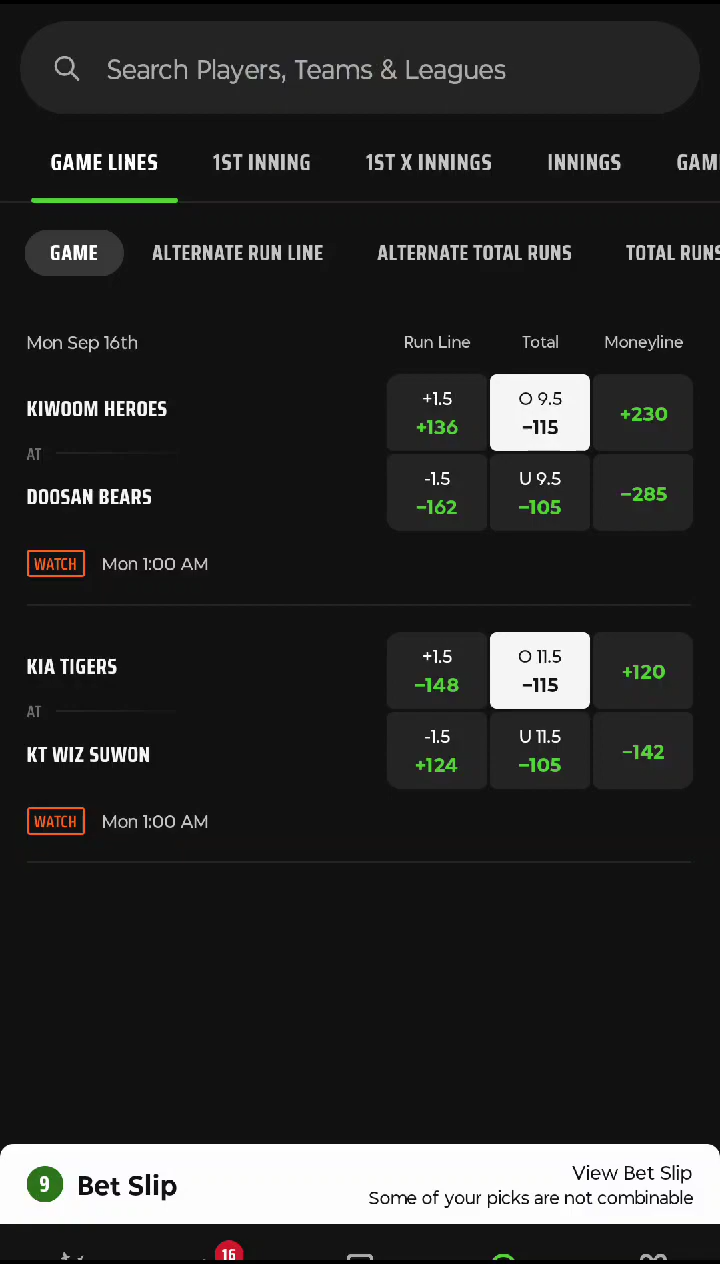 Search Players, Teams & Leagues
GAME LINES 1ST INNING 1ST X INNINGS INNINGS GAM
GAME ALTERNATE RUN LINE ALTERNATE TOTAL RUNS TOTAL RUNS
Mon Sep 16th Run Line Total Moneyline
KIWOOM HEROES +1.5 O 9.5 +230
+136 −115
AT
DOOSAN BEARS -1.5 U 9.5 −285
−162 −105
WATCH Mon 1:00 AM
KIA TIGERS +1.5 O 11.5 +120
−148 −115
AT
KT WIZ SUWON -1.5 U 11.5 −142
+124 −105
WATCH Mon 1:00 AM
9 Bet Slip View Bet Slip
Some of your picks are not combinable
16